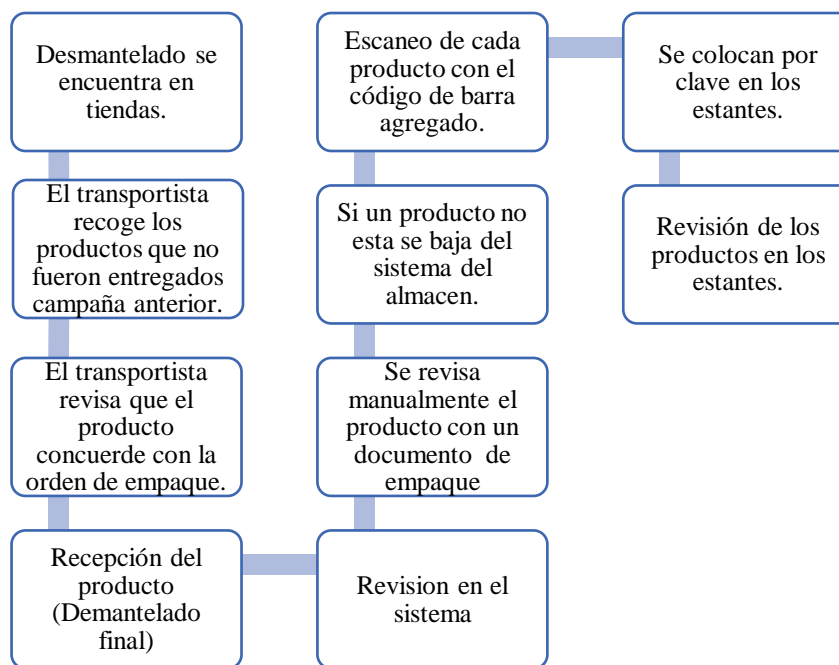 Desmantelado se
encuentra en
tiendas.
El transportista
recoge los
productos que no
fueron entregados
campaña anterior.
El transportista
revisa que el
producto
concuerde con la
orden de empaque.
Recepción del
producto
(Demantelado
final)
Revision en el
sistema
Se revisa
manualmente el
producto con un
documento de
empaque
Si un producto no
esta se baja del
sistema del
almacen.
Escaneo de cada
producto con el
código de barra
agregado.
Se colocan por
clave en los
estantes.
Revisión de los
productos en los
estantes.